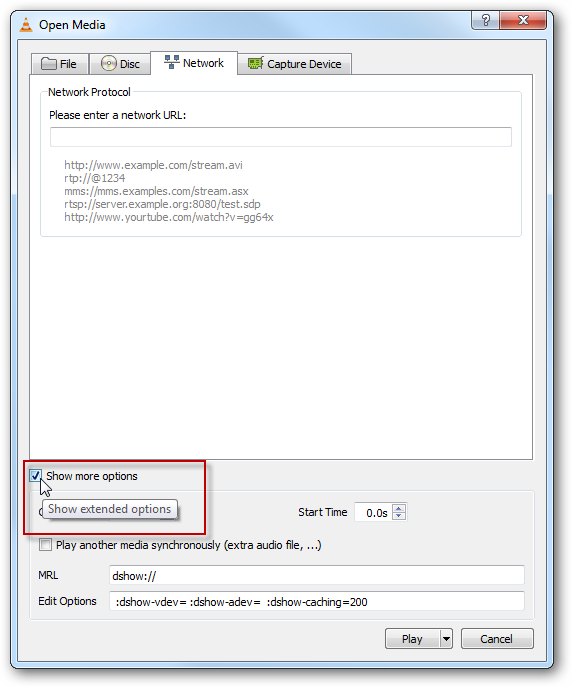 Open Media
File
Disc
Network
Capture Device
Network Protocol
Please enter a network URL:
http://www.example.com/stream.avi
rtp://@1234
mms://mms.examples.com/stream.asx
rtsp://server.example.org:8080/test.sdp
http://www.yourtube.com/watch?v=gg64x
Show more options
Show extended options
Start Time 0.0s
Play another media synchronously (extra audio file, ...)
MRL dshow://
Edit Options :dshow-vdev= :dshow-adev= :dshow-caching=200
Play
Cancel